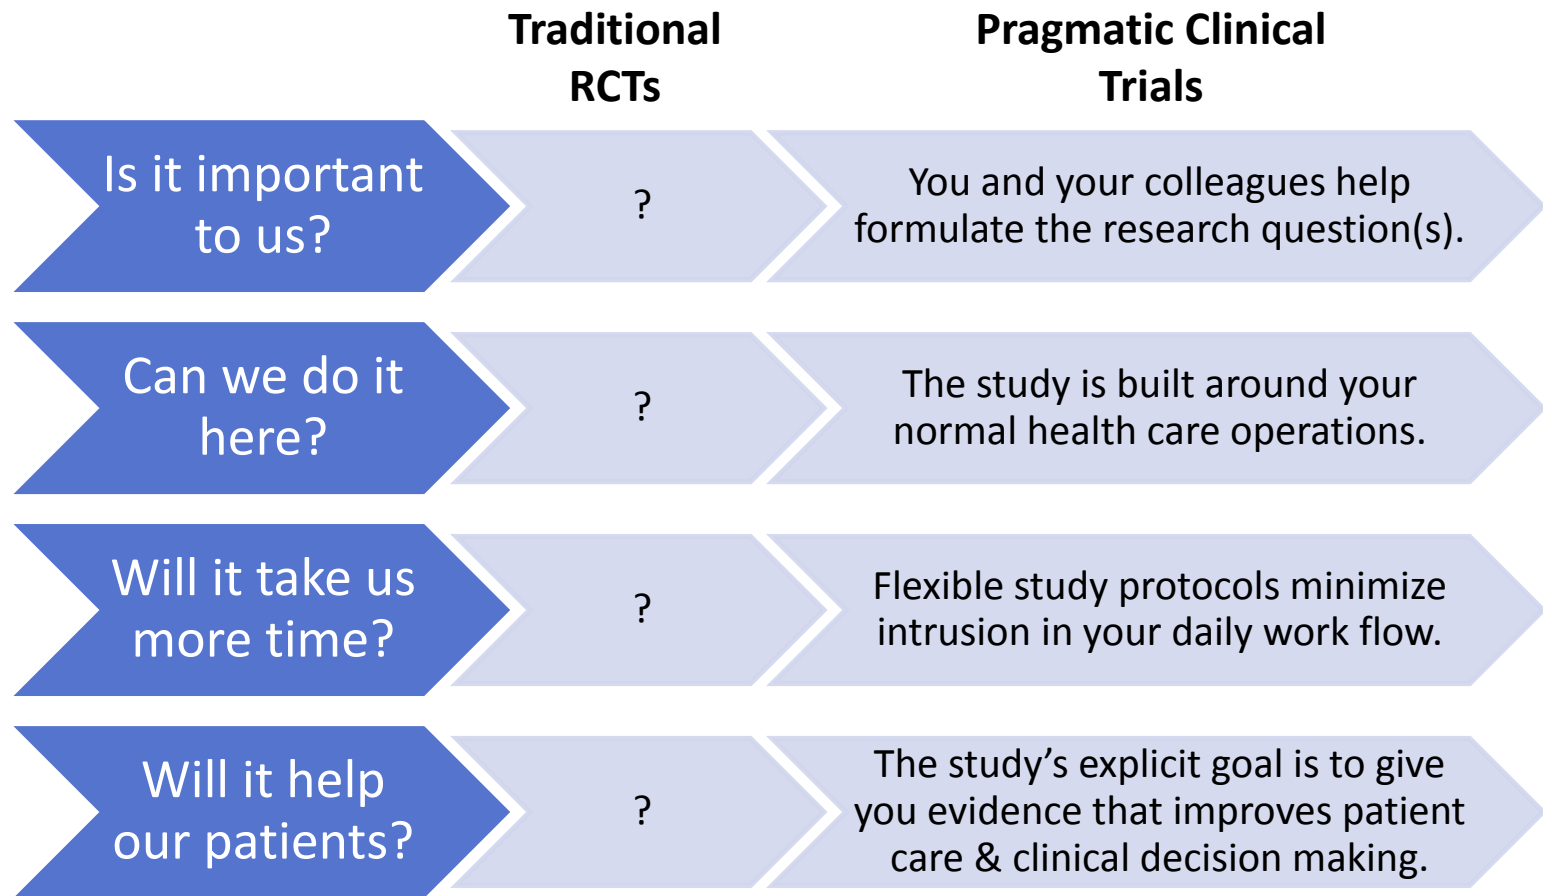 Traditional
RCTs
Pragmatic Clinical
Trials
Is it important
to us?
?
You and your colleagues help
formulate the research question(s).
Can we do it
here?
?
The study is built around your
normal health care operations.
Will it take us
more time?
?
Flexible study protocols minimize
intrusion in your daily work flow.
Will it help
our patients?
?
The study’s explicit goal is to give
you evidence that improves patient
care & clinical decision making.